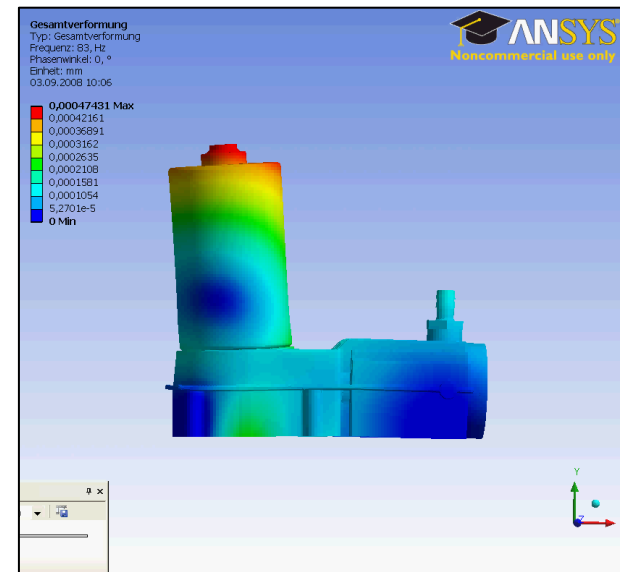 Gesamtverformung
Typ: Gesamtverformung
Frequenz: 83, Hz
Phasenwinkel: 0, °
Einheit: mm
03.09.2008 10:06
0,00047431 Max
0,00042161
0,00036891
0,0003162
0,0002635
0,0002108
0,0001581
0,0001054
5,2701e-5
0 Min
ANSYS
Noncommercial use only
Y
Z